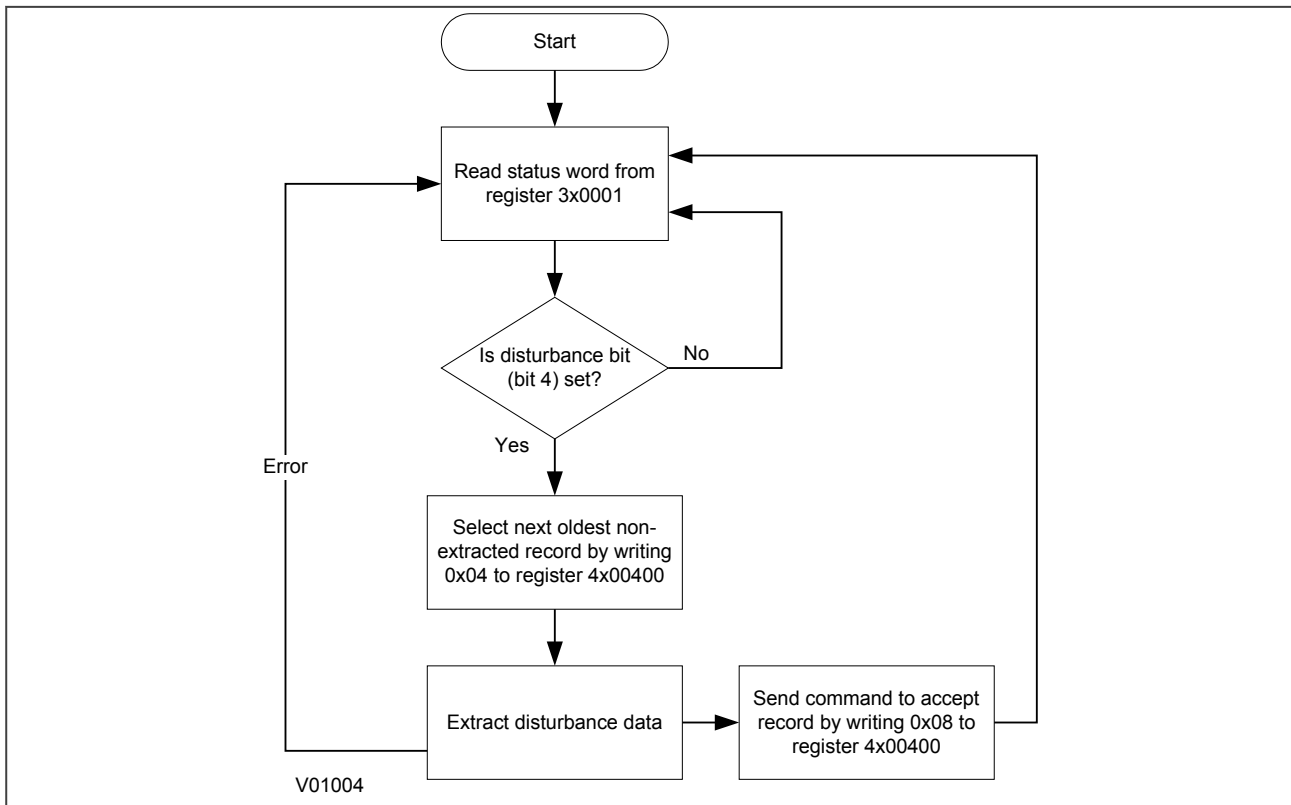 Start
Read status word from
register 3x0001
Is disturbance bit
(bit 4) set?
No
Yes
Error
Select next oldest non-
extracted record by writing
0x04 to register 4x00400
Extract disturbance data
Send command to accept
record by writing 0x08 to
register 4x00400
V01004